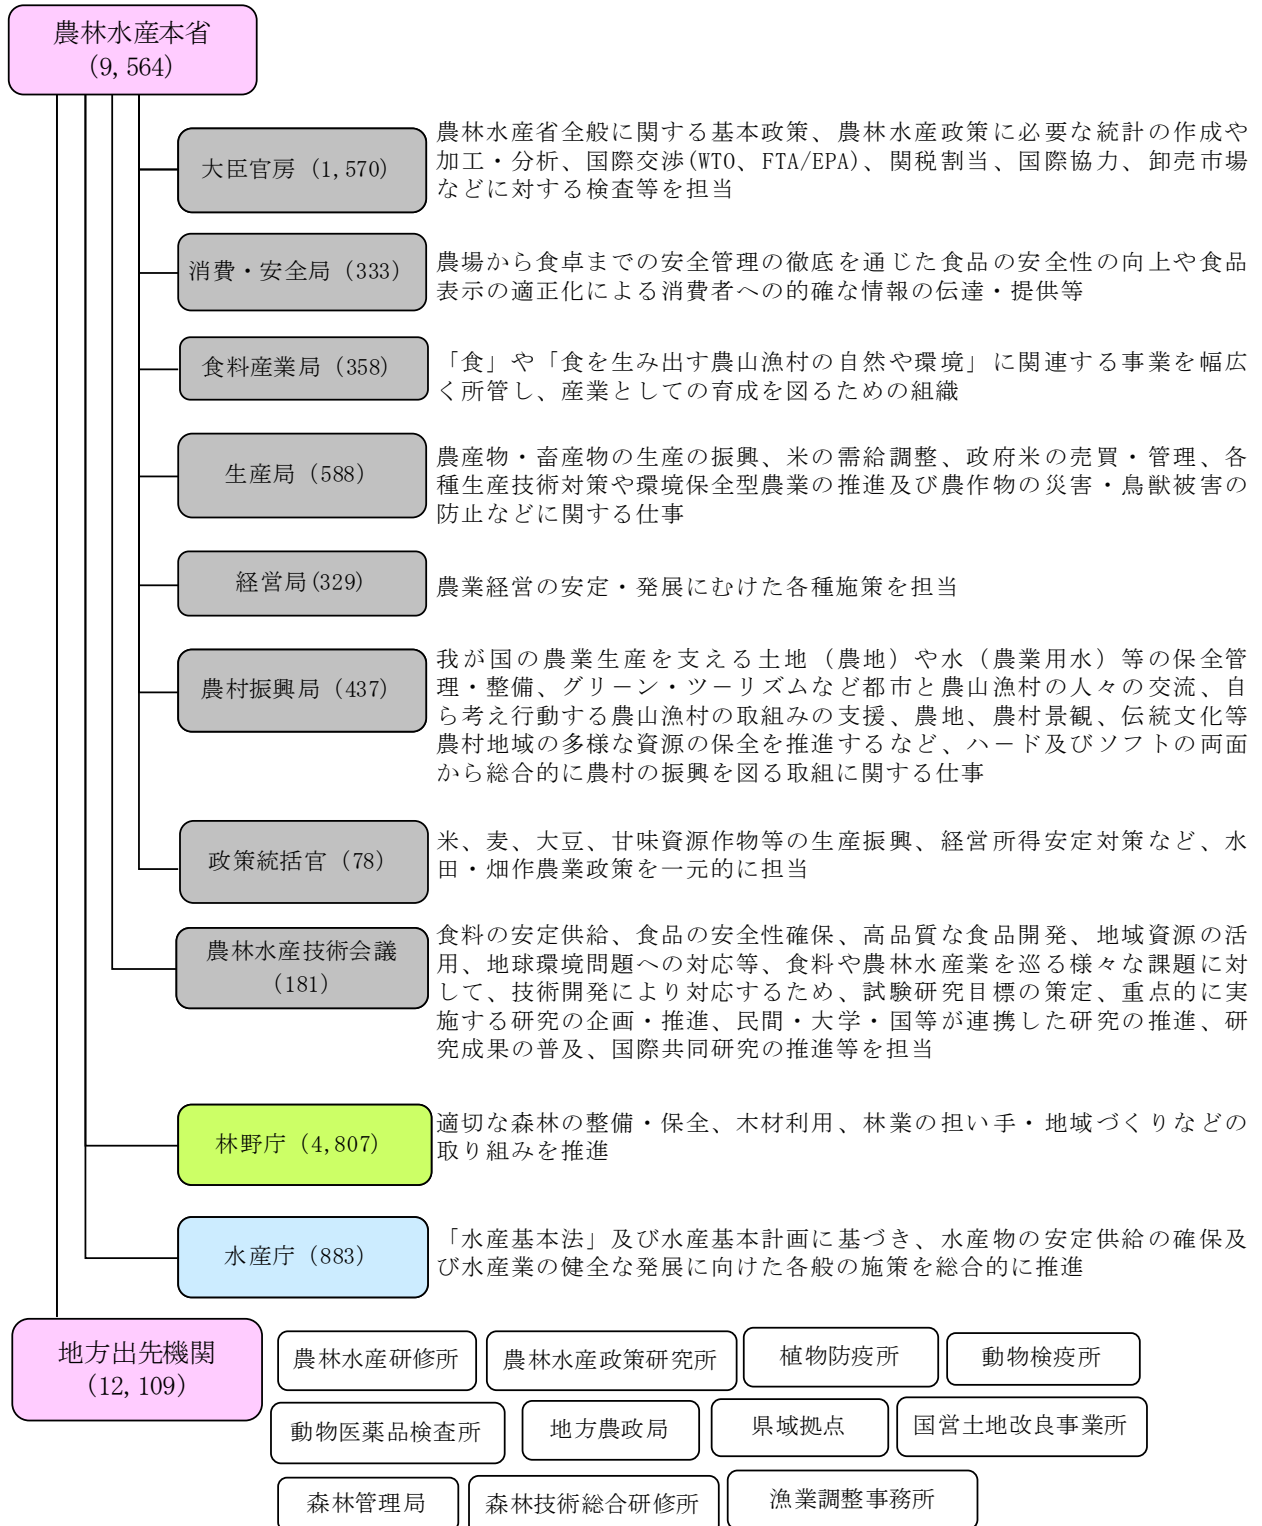 農林水産本省
(9,564)
大臣官房 (1,570)
農林水産省全般に関する基本政策、農林水産政策に必要な統計の作成や
加工・分析、国際交渉(WTO、FTA/EPA)、関税割当、国際協力、卸売市場
などに対する検査等を担当
消費・安全局 (333)
農場から食卓までの安全管理の徹底を通じた食品の安全性の向上や食品
表示の適正化による消費者への的確な情報の伝達・提供等
食料産業局 (358)
「食」や「食を生み出す農山漁村の自然や環境」に関連する事業を幅広
く所管し、産業としての育成を図るための組織
生産局 (588)
農産物・畜産物の生産の振興、米の需給調整、政府米の売買・管理、各
種生産技術対策や環境保全型農業の推進及び農作物の災害・鳥獣被害の
防止などに関する仕事
経営局(329)
農業経営の安定・発展にむけた各種施策を担当
農村振興局 (437)
我が国の農業生産を支える土地（農地）や水（農業用水）等の保全管
理・整備、グリーン・ツーリズムなど都市と農山漁村の人々の交流、自
ら考え行動する農山漁村の取組みの支援、農地、農村景観、伝統文化等
農村地域の多様な資源の保全を推進するなど、ハード及びソフトの両面
から総合的に農村の振興を図る取組に関する仕事
政策統括官 (78)
米、麦、大豆、甘味資源作物等の生産振興、経営所得安定対策など、水
田・畑作農業政策を一元的に担当
農林水産技術会議
(181)
食料の安定供給、食品の安全性確保、高品質な食品開発、地域資源の活
用、地球環境問題への対応等、食料や農林水産業を巡る様々な課題に対
して、技術開発により対応するため、試験研究目標の策定、重点的に実
施する研究の企画・推進、民間・大学・国等が連携した研究の推進、研
究成果の普及、国際共同研究の推進等を担当
林野庁 (4,807)
適切な森林の整備・保全、木材利用、林業の担い手・地域づくりなどの
取り組みを推進
水産庁 (883)
「水産基本法」及び水産基本計画に基づき、水産物の安定供給の確保及
び水産業の健全な発展に向けた各般の施策を総合的に推進
地方出先機関
(12,109)
農林水産研修所
農林水産政策研究所
植物防疫所
動物検疫所
動物医薬品検査所
地方農政局
県域拠点
国営土地改良事業所
森林管理局
森林技術総合研修所
漁業調整事務所